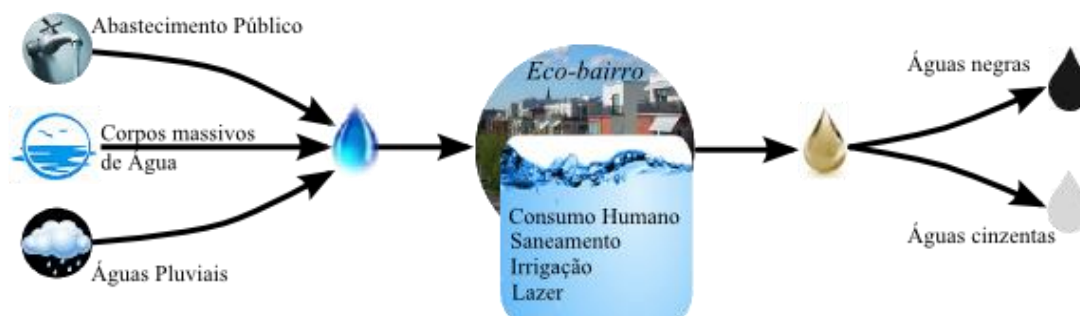 Abastecimento Público
Corpos massivos
de Água
Águas Pluviais
Eco-bairro
Consumo Humano
Saneamento
Irrigação
Lazer
Águas negras
Águas cinzentas